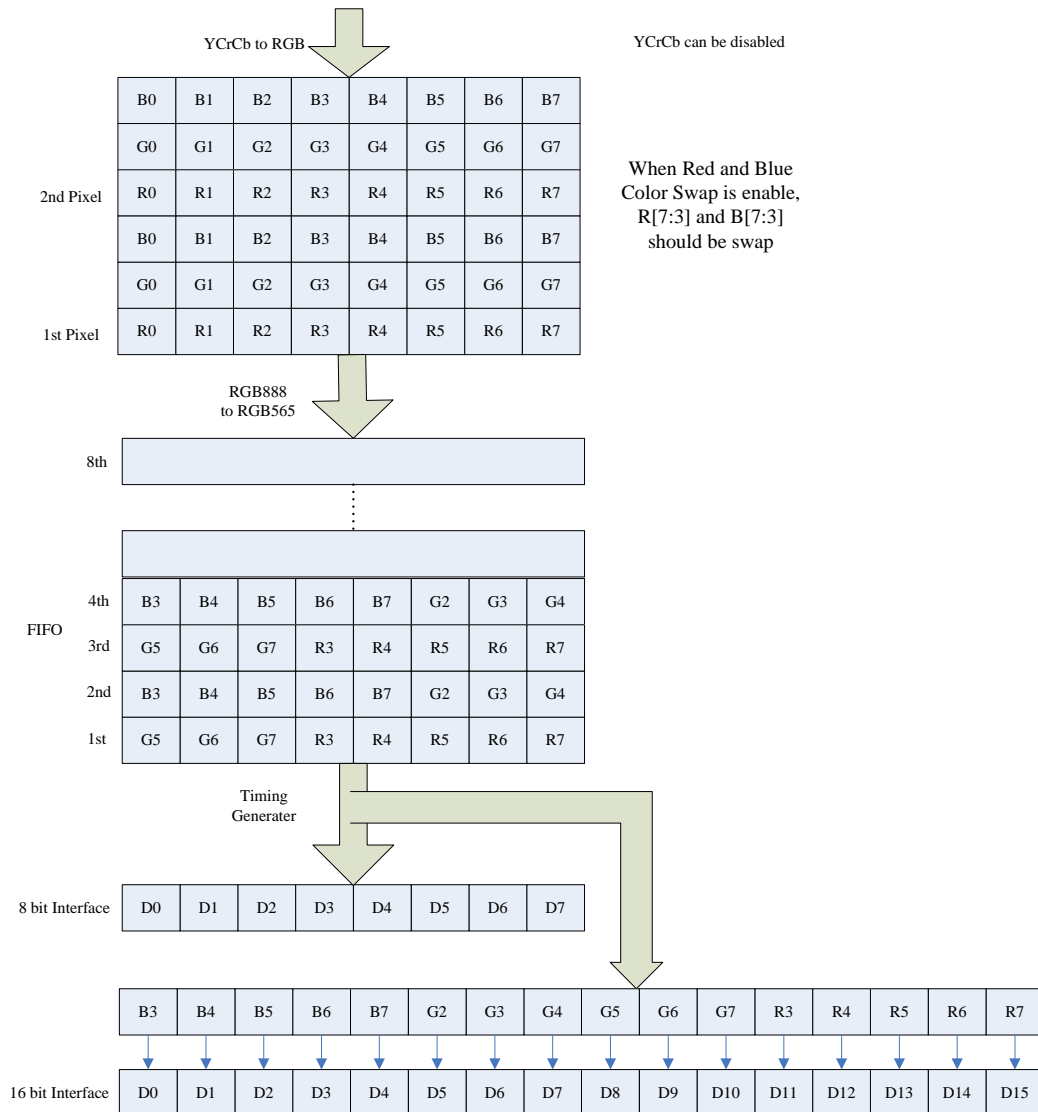 YCrCb to RGB
YCrCb can be disabled
B0 B1 B2 B3 B4 B5 B6 B7
G0 G1 G2 G3 G4 G5 G6 G7
2nd Pixel R0 R1 R2 R3 R4 R5 R6 R7
B0 B1 B2 B3 B4 B5 B6 B7
G0 G1 G2 G3 G4 G5 G6 G7
1st Pixel R0 R1 R2 R3 R4 R5 R6 R7
When Red and Blue
Color Swap is enable,
R[7:3] and B[7:3]
should be swap
RGB888
to RGB565
8th
FIFO
4th B3 B4 B5 B6 B7 G2 G3 G4
3rd G5 G6 G7 R3 R4 R5 R6 R7
2nd B3 B4 B5 B6 B7 G2 G3 G4
1st G5 G6 G7 R3 R4 R5 R6 R7
Timing
Generater
8 bit Interface D0 D1 D2 D3 D4 D5 D6 D7
B3 B4 B5 B6 B7 G2 G3 G4 G5 G6 G7 R3 R4 R5 R6 R7
16 bit Interface D0 D1 D2 D3 D4 D5 D6 D7 D8 D9 D10 D11 D12 D13 D14 D15